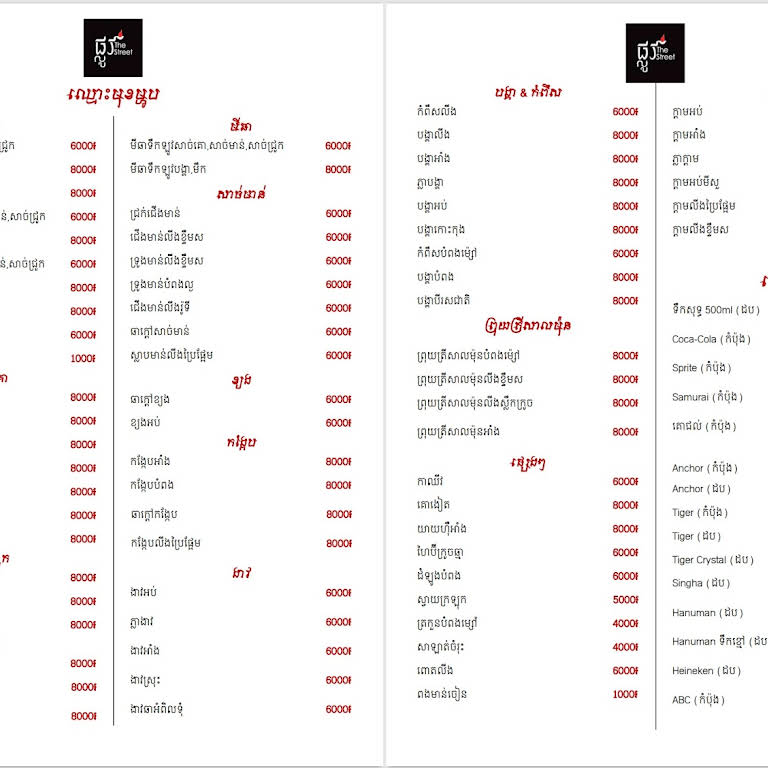 ផ្លូវ The
Street
ឈ្មោះមុខម្ហូប
ជ្រូក 6000៛
8000៛
8000៛
ន់,សាច់ជ្រូក 6000៛
8000៛
ន់,សាច់ជ្រូក 6000៛
8000៛
8000៛
6000៛
1000៛
8000៛
8000៛
8000៛
8000៛
8000៛
8000៛
8000៛
8000៛
8000៛
8000៛
8000៛
8000៛
មីឆា
មីឆាទឹកឡូវសាច់គោ,សាច់មាន់,សាច់ជ្រូក 6000៛
មីឆាទឹកឡូវបង្គា,មឹក 8000៛
សាច់មាន់
ជ្រក់ជើងមាន់ 6000៛
ជើងមាន់លីងខ្ទឹមស 6000៛
ទ្រូងមាន់លីងខ្ទឹមស 6000៛
ទ្រូងមាន់បំពងល្ង 6000៛
ជើងមាន់លីងរ៉ូទី 6000៛
ឆាក្ដៅសាច់មាន់ 6000៛
ស្លាបមាន់លីងប្រៃផ្អែម 6000៛
ខ្យង
ឆាក្ដៅខ្យង 6000៛
ខ្យងអប់ 6000៛
កង្កែប
កង្កែបអាំង 8000៛
កង្កែបបំពង 8000៛
ឆាក្ដៅកង្កែប 8000៛
កង្កែបលីងប្រៃផ្អែម 8000៛
ងាវ
ងាវអប់ 6000៛
ភ្លាងាវ 6000៛
ងាវអាំង 6000៛
ងាវស្រុះ 6000៛
ងាវឆាអំពិលទុំ 6000៛
ផ្លូវ The
Street
បង្គា & កំពឹស
កំពឹសលីង 6000៛
បង្គាលីង 8000៛
បង្គាអាំង 8000៛
ភ្លាបង្គា 8000៛
បង្គាអប់ 8000៛
បង្គាកោះកុង 8000៛
កំពឹសបំពងម៉្សៅ 6000៛
បង្គាបំពង 8000៛
បង្គាបីរសជាតិ 8000៛
ព្រុយត្រីសាលម៉ុន
ព្រុយត្រីសាលម៉ុនបំពងម៉្សៅ 8000៛
ព្រុយត្រីសាលម៉ុនលីងខ្ទឹមស 8000៛
ព្រុយត្រីសាលម៉ុនលីងស្លឹកក្រូច 8000៛
ព្រុយត្រីសាលម៉ុនអាំង 8000៛
ផ្សេងៗ
កាឈីវ 6000៛
គោងៀត 8000៛
យាយហ៊ឺអាំង 8000៛
ហៃប៊ីក្រូចឆ្មា 6000៛
ដំឡូងបំពង 6000៛
ស្វាយក្រឡុក 5000៛
ត្រកួនបំពងម្សៅ 4000៛
សាឡាត់ចំរុះ 4000៛
ពោតលីង 6000៛
ពងមាន់ចៀន 1000៛
ក្ដាមអប់
ក្ដាមអាំង
ភ្លាក្ដាម
ក្ដាមអប់មីសួ
ក្ដាមលីងប្រៃផ្អែម
ក្ដាមលីងខ្ទឹមស
ទឹកសុទ្ធ 500ml (ដប)
Coca-Cola (កំប៉ុង)
Sprite (កំប៉ុង)
Samurai (កំប៉ុង)
គោជល់ (កំប៉ុង)
Anchor (កំប៉ុង)
Anchor (ដប)
Tiger (កំប៉ុង)
Tiger (ដប)
Tiger Crystal (ដប)
Singha (ដប)
Hanuman (ដប)
Hanuman ទឹកខ្មៅ (ដប
Heineken (ដប)
ABC (កំប៉ុង)